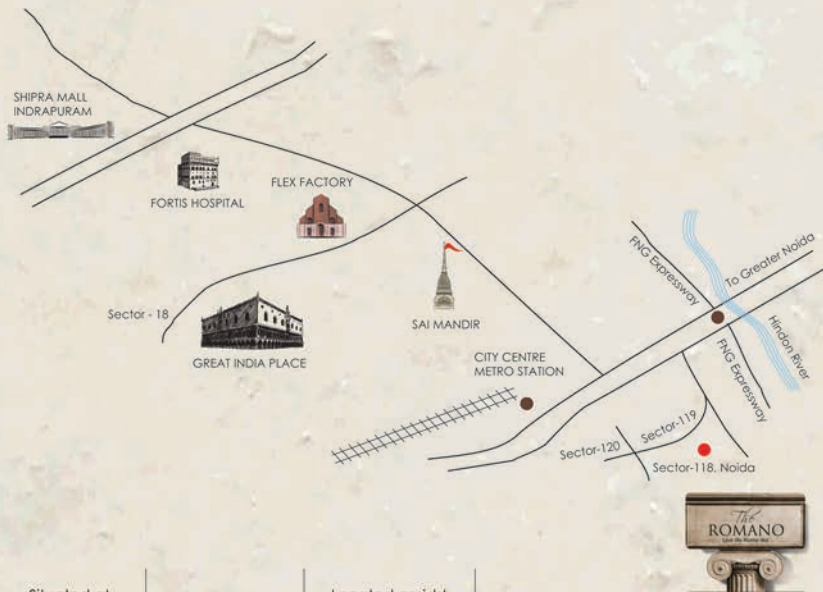 SHIPRA MALL
INDRAPURAM
FORTIS HOSPITAL
FLEX FACTORY
Sector - 18
GREAT INDIA PLACE
SAI MANDIR
CITY CENTRE
METRO STATION
FNG Expressway
To Greater Noida
Hindon River
FNG Expressway
Sector-119
Sector-120
Sector-118, Noida
The
ROMANO